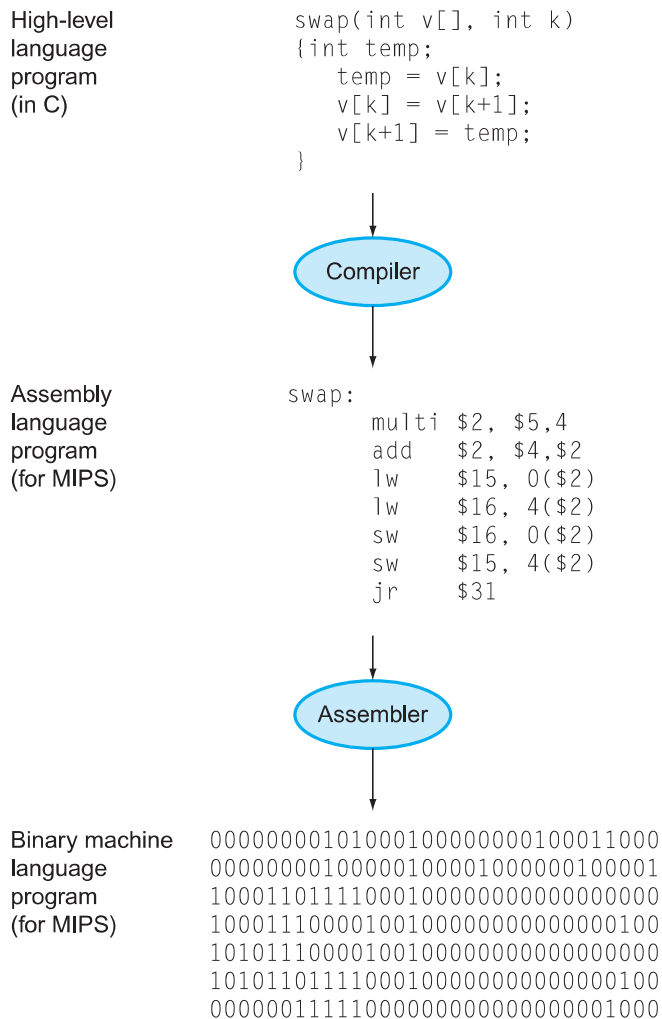 High-level
language
program
(in C)
swap(int v[], int k)
{int temp;
temp = v[k];
v[k] = v[k+1];
v[k+1] = temp;
}
Compiler
Assembly
language
program
(for MIPS)
swap:
multi $2, $5,4
add $2, $4,$2
lw $15, 0($2)
lw $16, 4($2)
sw $16, 0($2)
sw $15, 4($2)
jr $31
Assembler
Binary machine
language
program
(for MIPS)
00000000101000100000000100011000
00000000100000100001000000100001
10001101111000100000000000000000
10001110000100100000000000000100
10101110000100100000000000000000
10101101111000100000000000000100
00000011111000000000000000001000